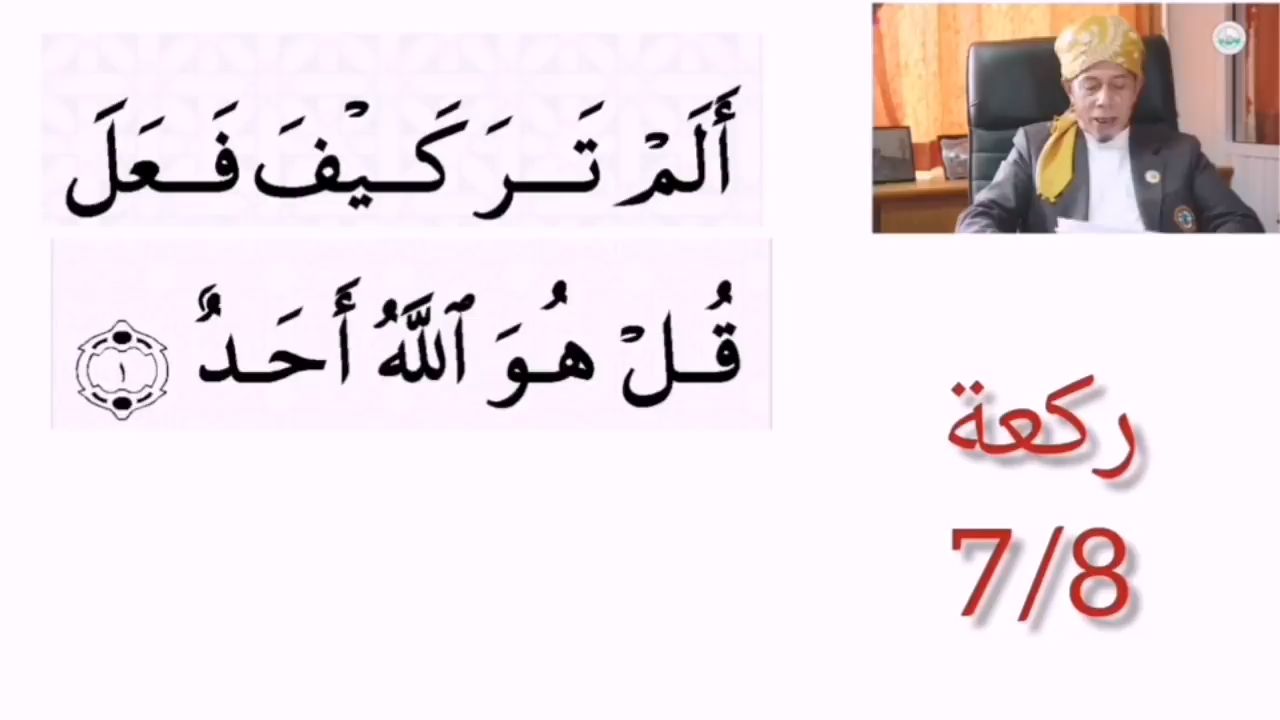 أَلَمْ تَرَ كَيْفَ فَعَلَ
قُلْ هُوَ ٱللَّهُ أَحَدٌ ١
ركعة
7/8